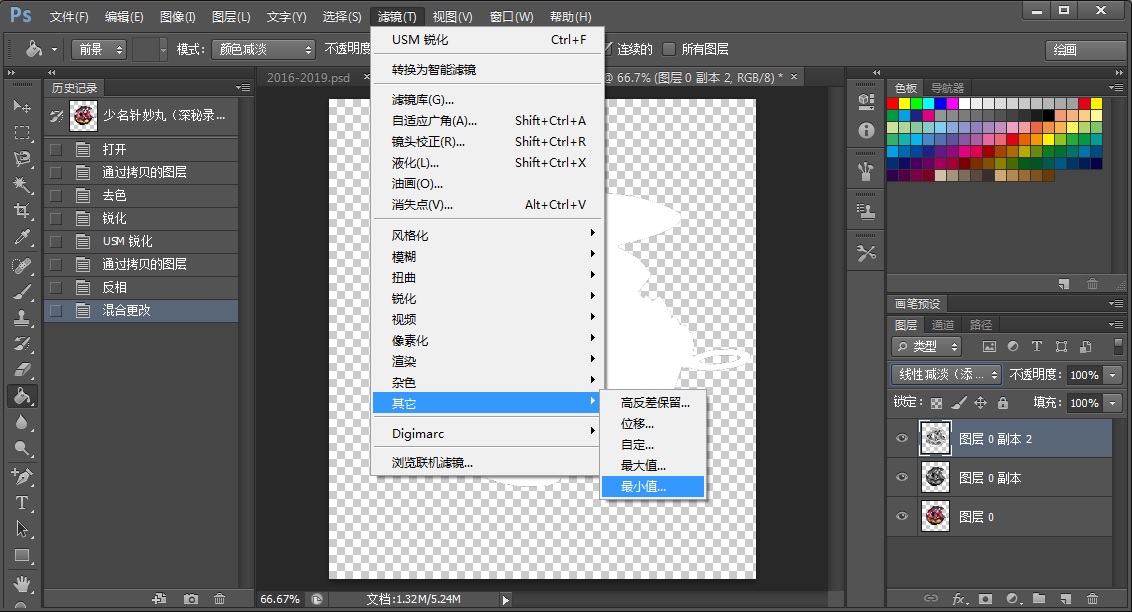 Ps 文件(F) 编辑(E) 图像(I) 图层(L) 文字(Y) 选择(S) 滤镜(T) 视图(V) 窗口(W) 帮助(H)
前景 模式: 颜色减淡 不透明度 连续的 所有图层 绘画
2016-2019.psd × @ 66.7% (图层 0 副本 2, RGB/8) * ×
历史记录
少名针妙丸（深秘录...
打开
通过拷贝的图层
去色
锐化
USM 锐化
通过拷贝的图层
反相
混合更改
USM 锐化 Ctrl+F
转换为智能滤镜
滤镜库(G)...
自适应广角(A)... Shift+Ctrl+A
镜头校正(R)... Shift+Ctrl+R
液化(L)... Shift+Ctrl+X
油画(O)...
消失点(V)... Alt+Ctrl+V
风格化
模糊
扭曲
锐化
视频
像素化
渲染
杂色
其它
Digimarc
浏览联机滤镜...
高反差保留...
位移...
自定...
最大值...
最小值...
66.67% 文档:1.32M/5.24M
色板 导航器
画笔预设
图层 通道 路径
类型
线性减淡（添... 不透明度: 100%
锁定: 填充: 100%
图层 0 副本 2
图层 0 副本
图层 0